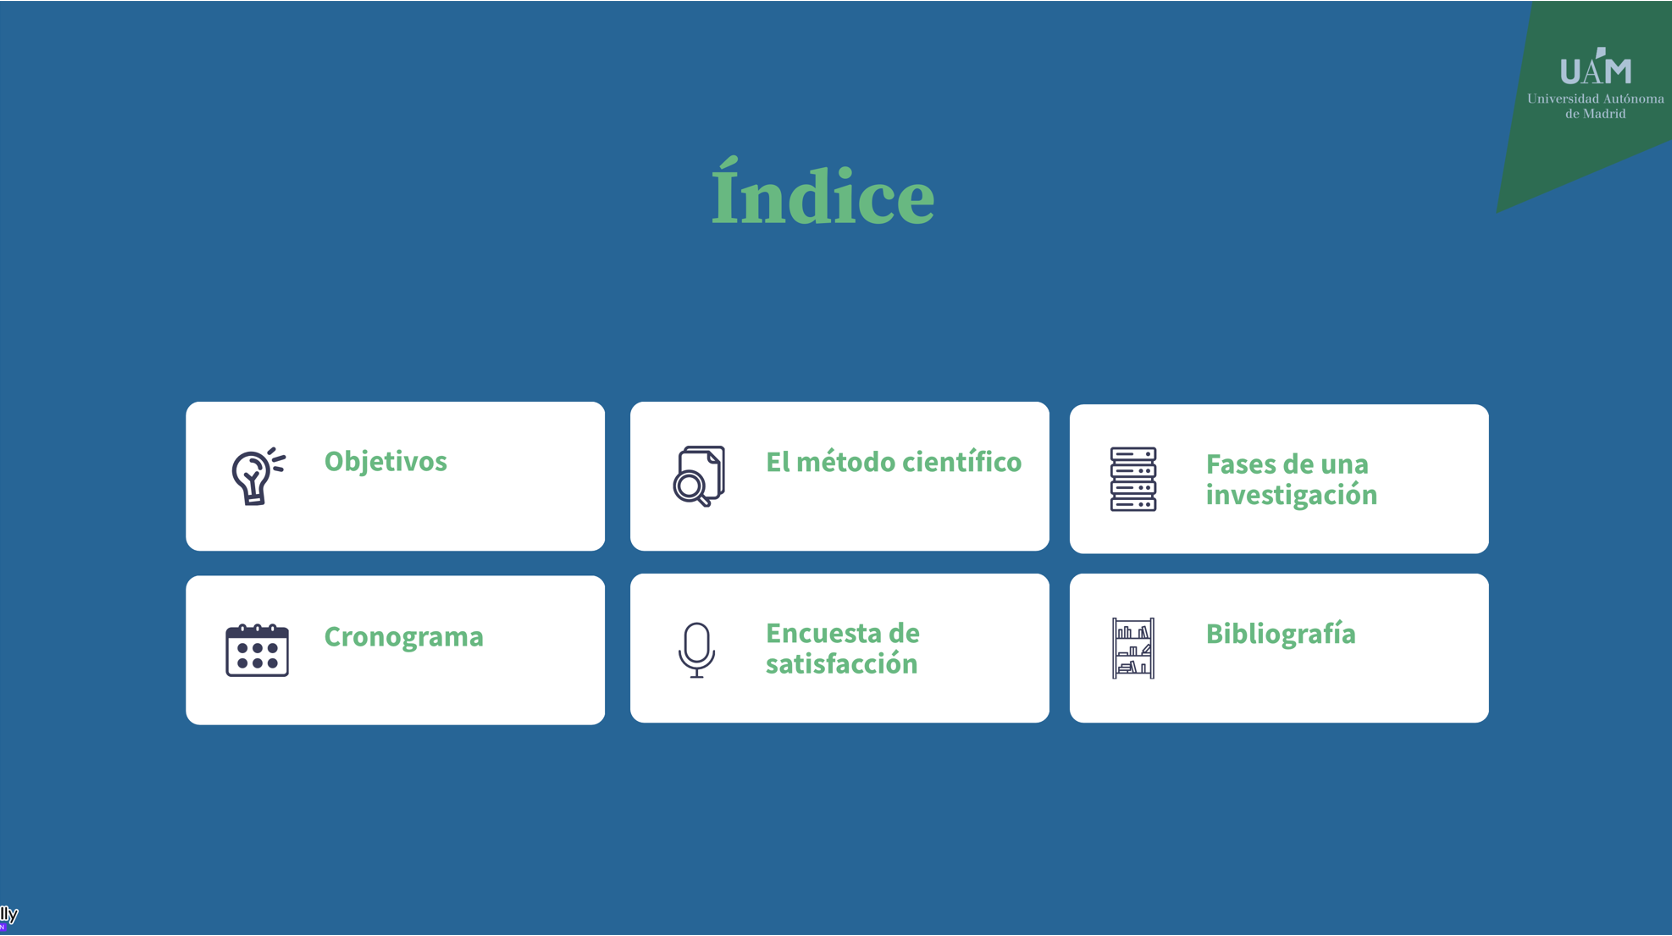 UAM
Universidad Autónoma
de Madrid
Índice
Objetivos
El método científico
Fases de una
investigación
Cronograma
Encuesta de
satisfacción
Bibliografía